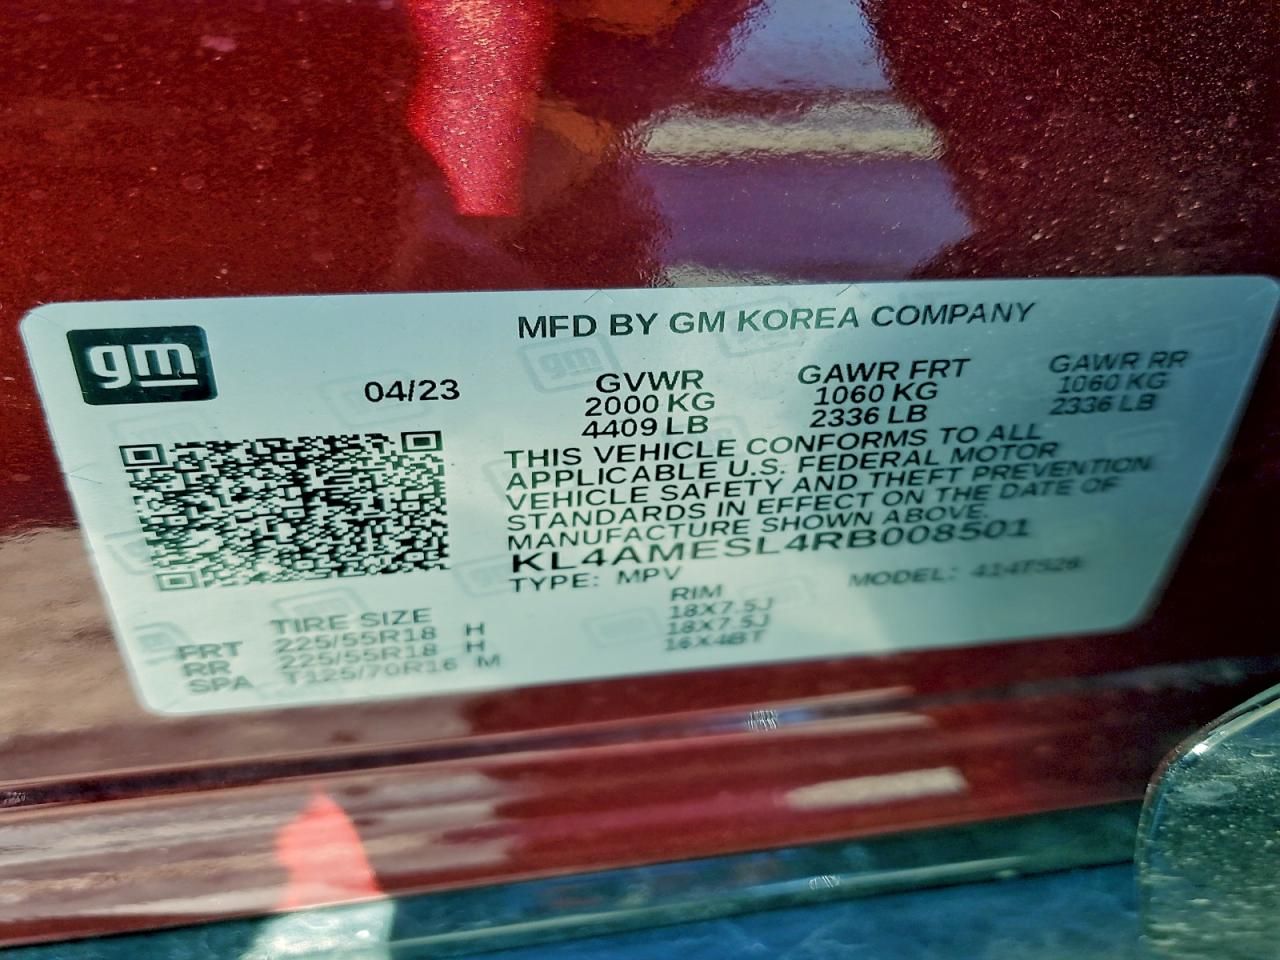 gm
MFD BY GM KOREA COMPANY
04/23
GVWR GAWR FRT GAWR RR
2000 KG 1060 KG 1060 KG
4409 LB 2336 LB 2336 LB
THIS VEHICLE CONFORMS TO ALL
APPLICABLE U.S. FEDERAL MOTOR
VEHICLE SAFETY AND THEFT PREVENTION
STANDARDS IN EFFECT ON THE DATE OF
MANUFACTURE SHOWN ABOVE.
KL4AMESL4RB008501
TYPE: MPV MODEL: 414TS26
TIRE SIZE RIM
FRT 225/55R18 H 18X7.5J
RR 225/55R18 H 18X7.5J
SPA T125/70R16 M 16X4BT